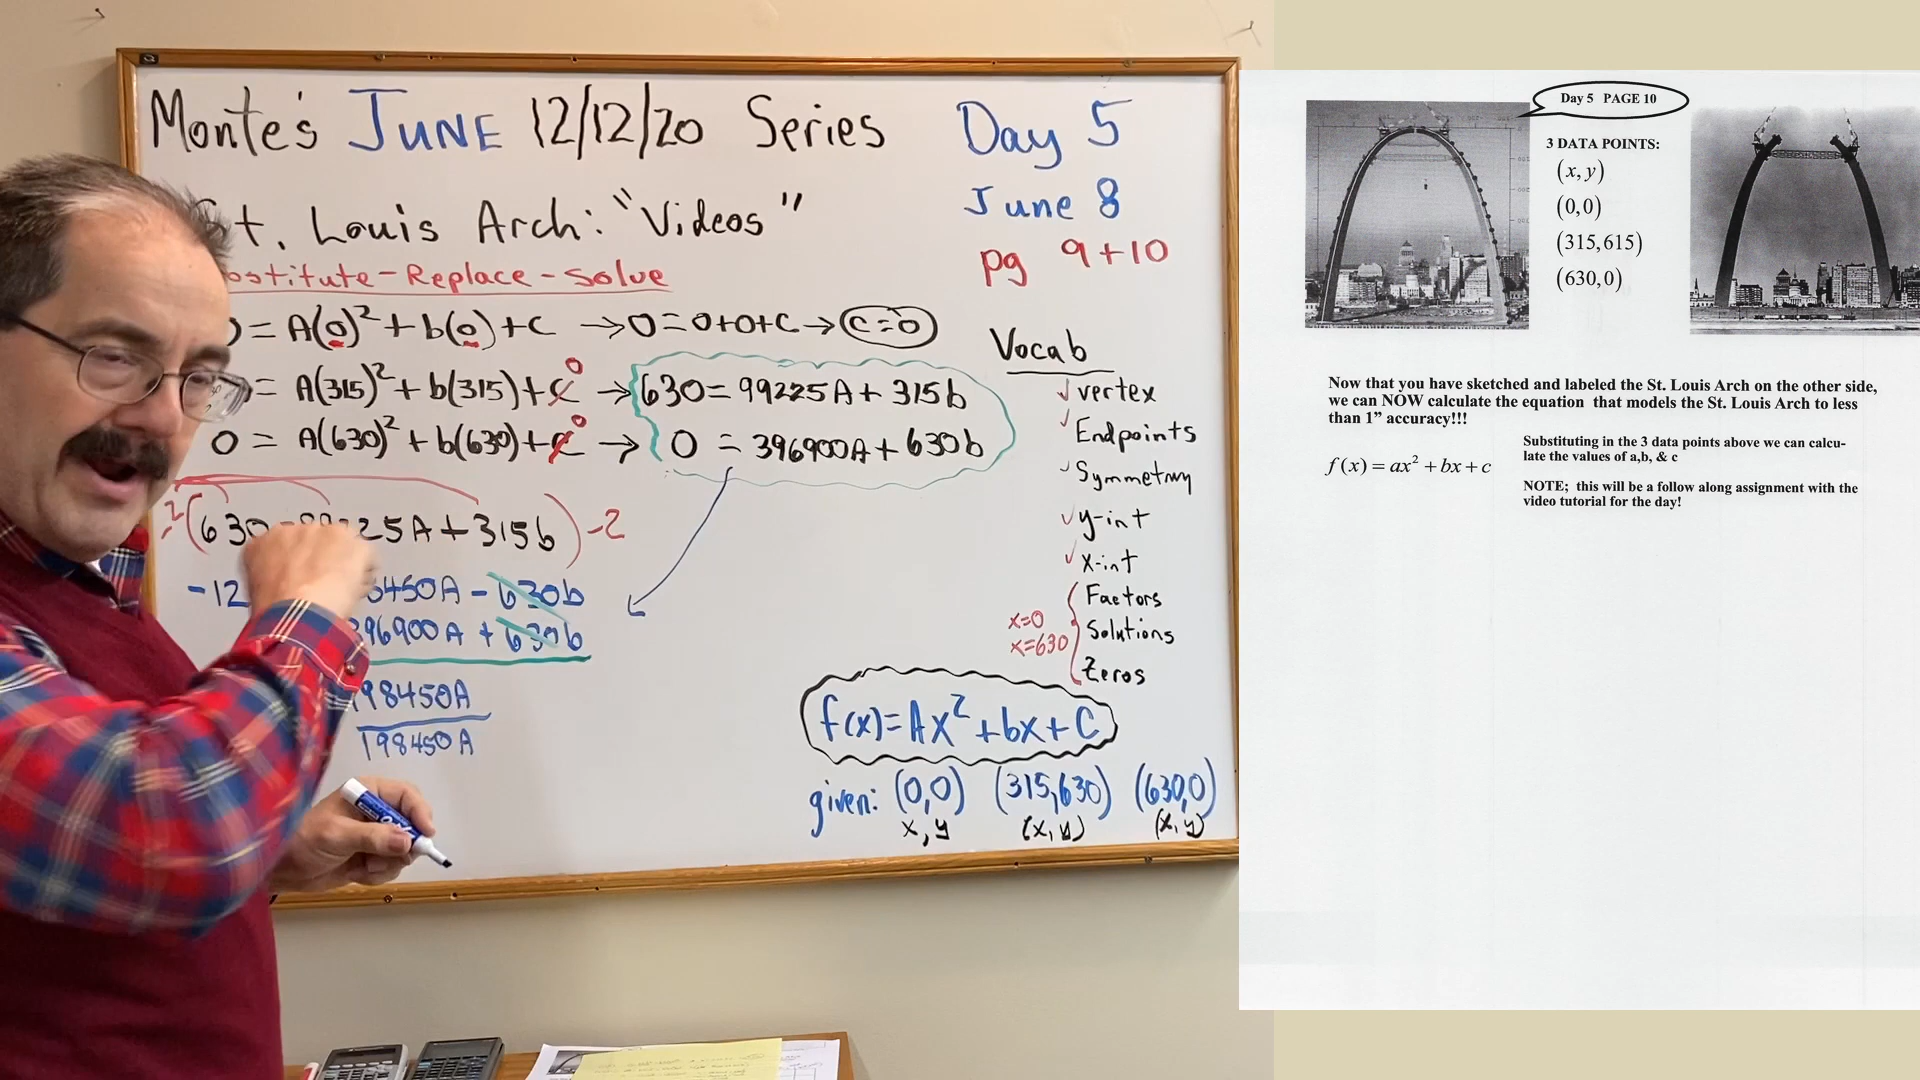 Monte's JUNE 12/12/20 Series Day 5
St. Louis Arch: "Videos" June 8
pg 9+10
Substitute-Replace-Solve
= A(0)² + b(0) + C → 0 = 0+0+C → C=0
= A(315)² + b(315) + C 0 → 630 = 99225A + 315b
0 = A(630)² + b(630) + C 0 → 0 = 396900A + 630b
-2(630 25A + 315b) -2
-12 450A - 630b
96900A + 630b
98450A
198450A
Vocab
vertex
Endpoints
Symmetry
y-int
x-int
Factors
x=0
Solutions
x=630
Zeros
f(x)=Ax²+bx+C
given: (0,0) (315,630) (630,0)
x, y (x, y) (x, y)
Day 5 PAGE 10
3 DATA POINTS:
(x, y)
(0,0)
(315,615)
(630,0)
Now that you have sketched and labeled the St. Louis Arch on the other side,
we can NOW calculate the equation that models the St. Louis Arch to less
than 1” accuracy!!!
Substituting in the 3 data points above we can calcu-
late the values of a,b, & c
f(x) = ax² + bx + c
NOTE; this will be a follow along assignment with the
video tutorial for the day!